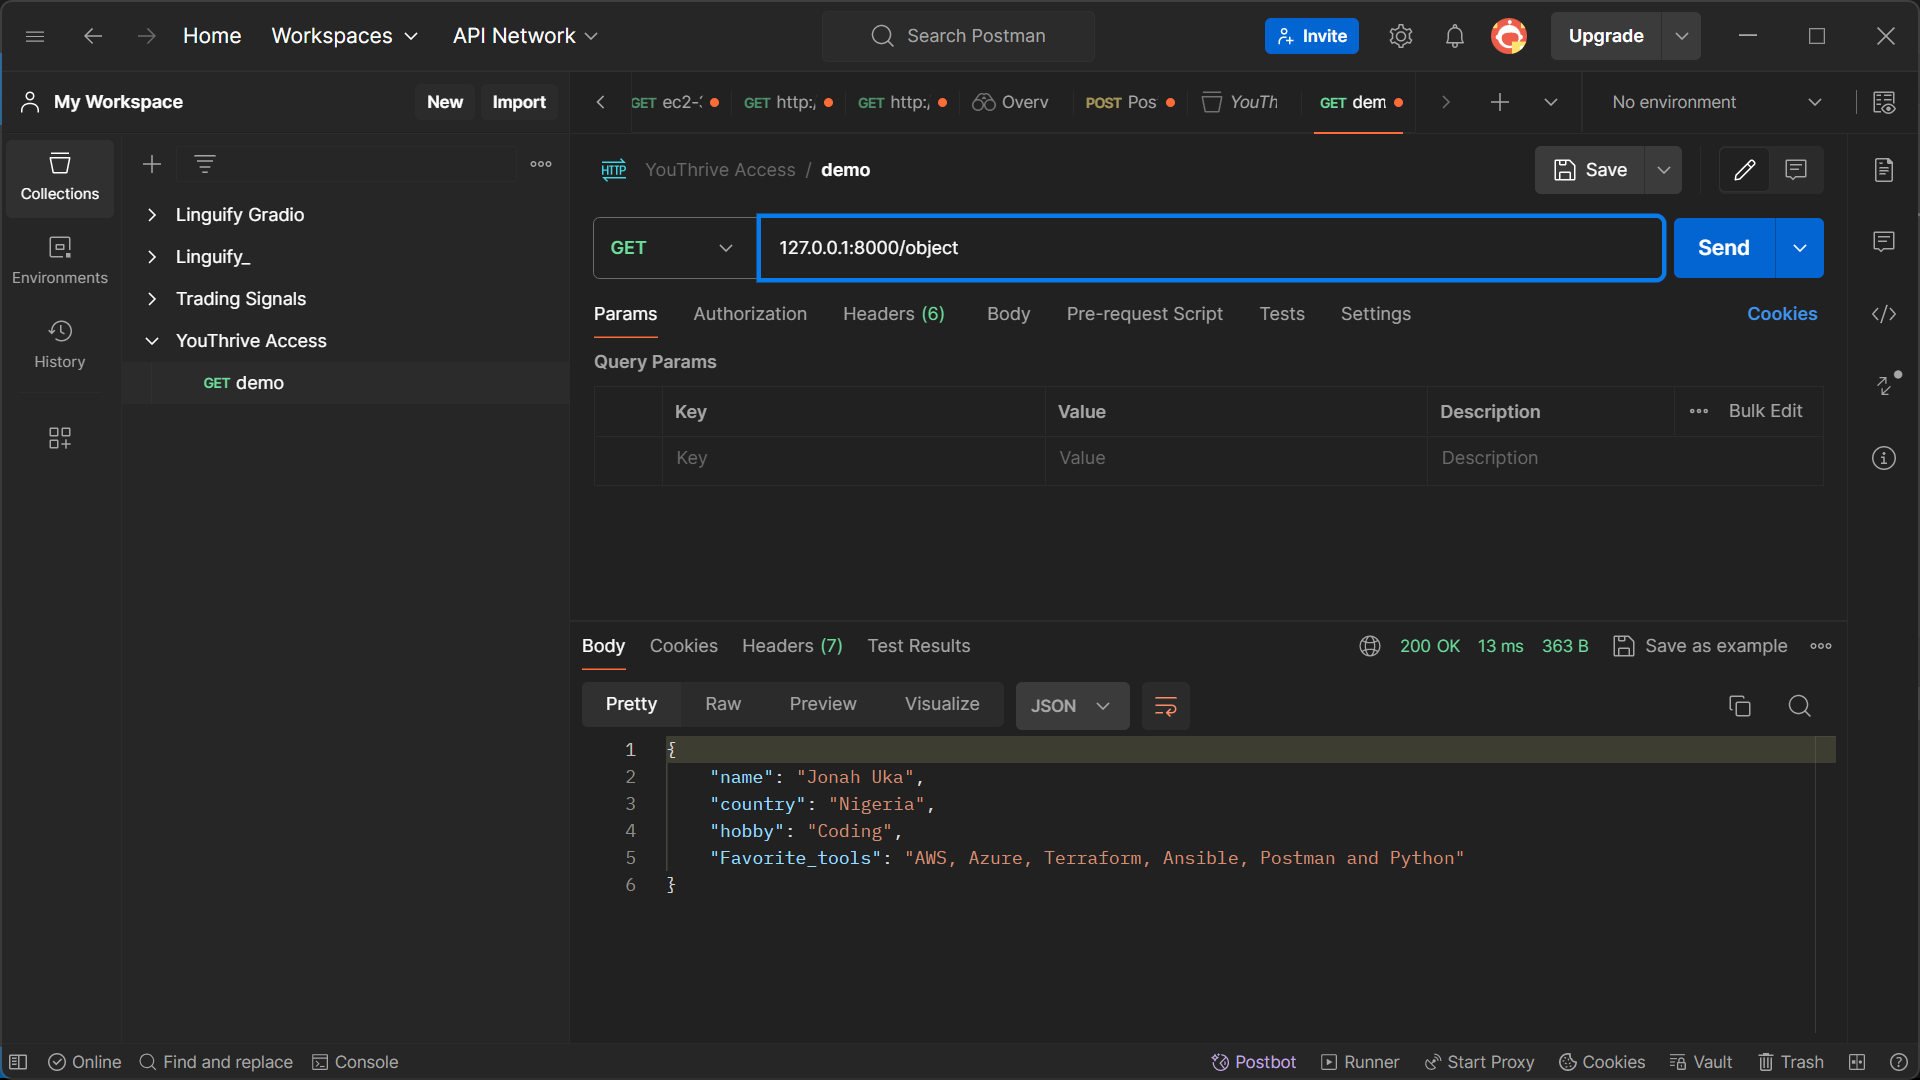 Home Workspaces API Network Search Postman Invite Upgrade
My Workspace New Import GET ec2- GET http:/ GET http:/ Overv POST Pos YouTh GET dem No environment
HTTP YouThrive Access / demo Save
Collections
Linguify Gradio
GET 127.0.0.1:8000/object Send
Linguify_
Environments
Trading Signals
Params Authorization Headers (6) Body Pre-request Script Tests Settings Cookies
YouThrive Access
History
Query Params
GET demo
Key Value Description Bulk Edit
Key Value Description
Body Cookies Headers (7) Test Results 200 OK 13 ms 363 B Save as example
Pretty Raw Preview Visualize JSON
1 {
2 "name": "Jonah Uka",
3 "country": "Nigeria",
4 "hobby": "Coding",
5 "Favorite_tools": "AWS, Azure, Terraform, Ansible, Postman and Python"
6 }
Online Find and replace Console Postbot Runner Start Proxy Cookies Vault Trash